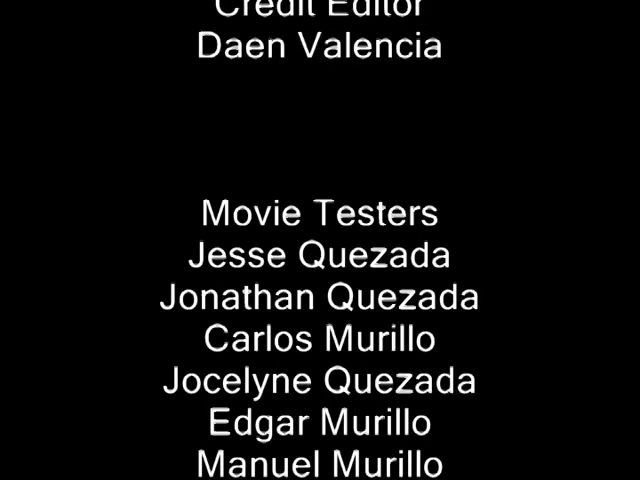 Credit Editor
Daen Valencia
Movie Testers
Jesse Quezada
Jonathan Quezada
Carlos Murillo
Jocelyne Quezada
Edgar Murillo
Manuel Murillo